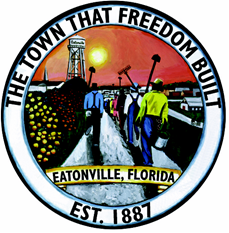 THE TOWN THAT FREEDOM BUILT
EATONVILLE, FLORIDA
EST. 1887